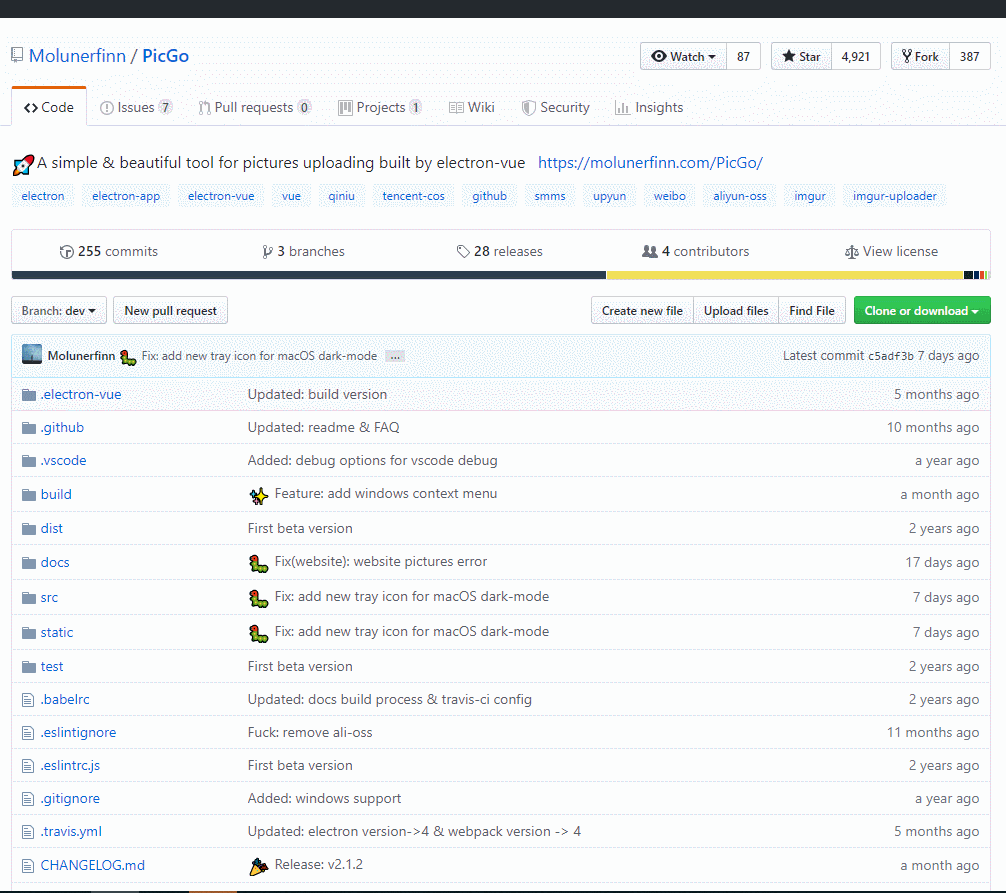 Molunerfinn / PicGo
Watch 87 Star 4,921 Fork 387
Code Issues 7 Pull requests 0 Projects 1 Wiki Security Insights
A simple & beautiful tool for pictures uploading built by electron-vue https://molunerfinn.com/PicGo/
electron electron-app electron-vue vue qiniu tencent-cos github smms upyun weibo aliyun-oss imgur imgur-uploader
255 commits 3 branches 28 releases 4 contributors View license
Branch: dev New pull request Create new file Upload files Find File Clone or download
Molunerfinn Fix: add new tray icon for macOS dark-mode ... Latest commit c5adf3b 7 days ago
.electron-vue Updated: build version 5 months ago
.github Updated: readme & FAQ 10 months ago
.vscode Added: debug options for vscode debug a year ago
build Feature: add windows context menu a month ago
dist First beta version 2 years ago
docs Fix(website): website pictures error 17 days ago
src Fix: add new tray icon for macOS dark-mode 7 days ago
static Fix: add new tray icon for macOS dark-mode 7 days ago
test First beta version 2 years ago
.babelrc Updated: docs build process & travis-ci config 2 years ago
.eslintignore Fuck: remove ali-oss 11 months ago
.eslintrc.js First beta version 2 years ago
.gitignore Added: windows support a year ago
.travis.yml Updated: electron version->4 & webpack version -> 4 5 months ago
CHANGELOG.md Release: v2.1.2 a month ago